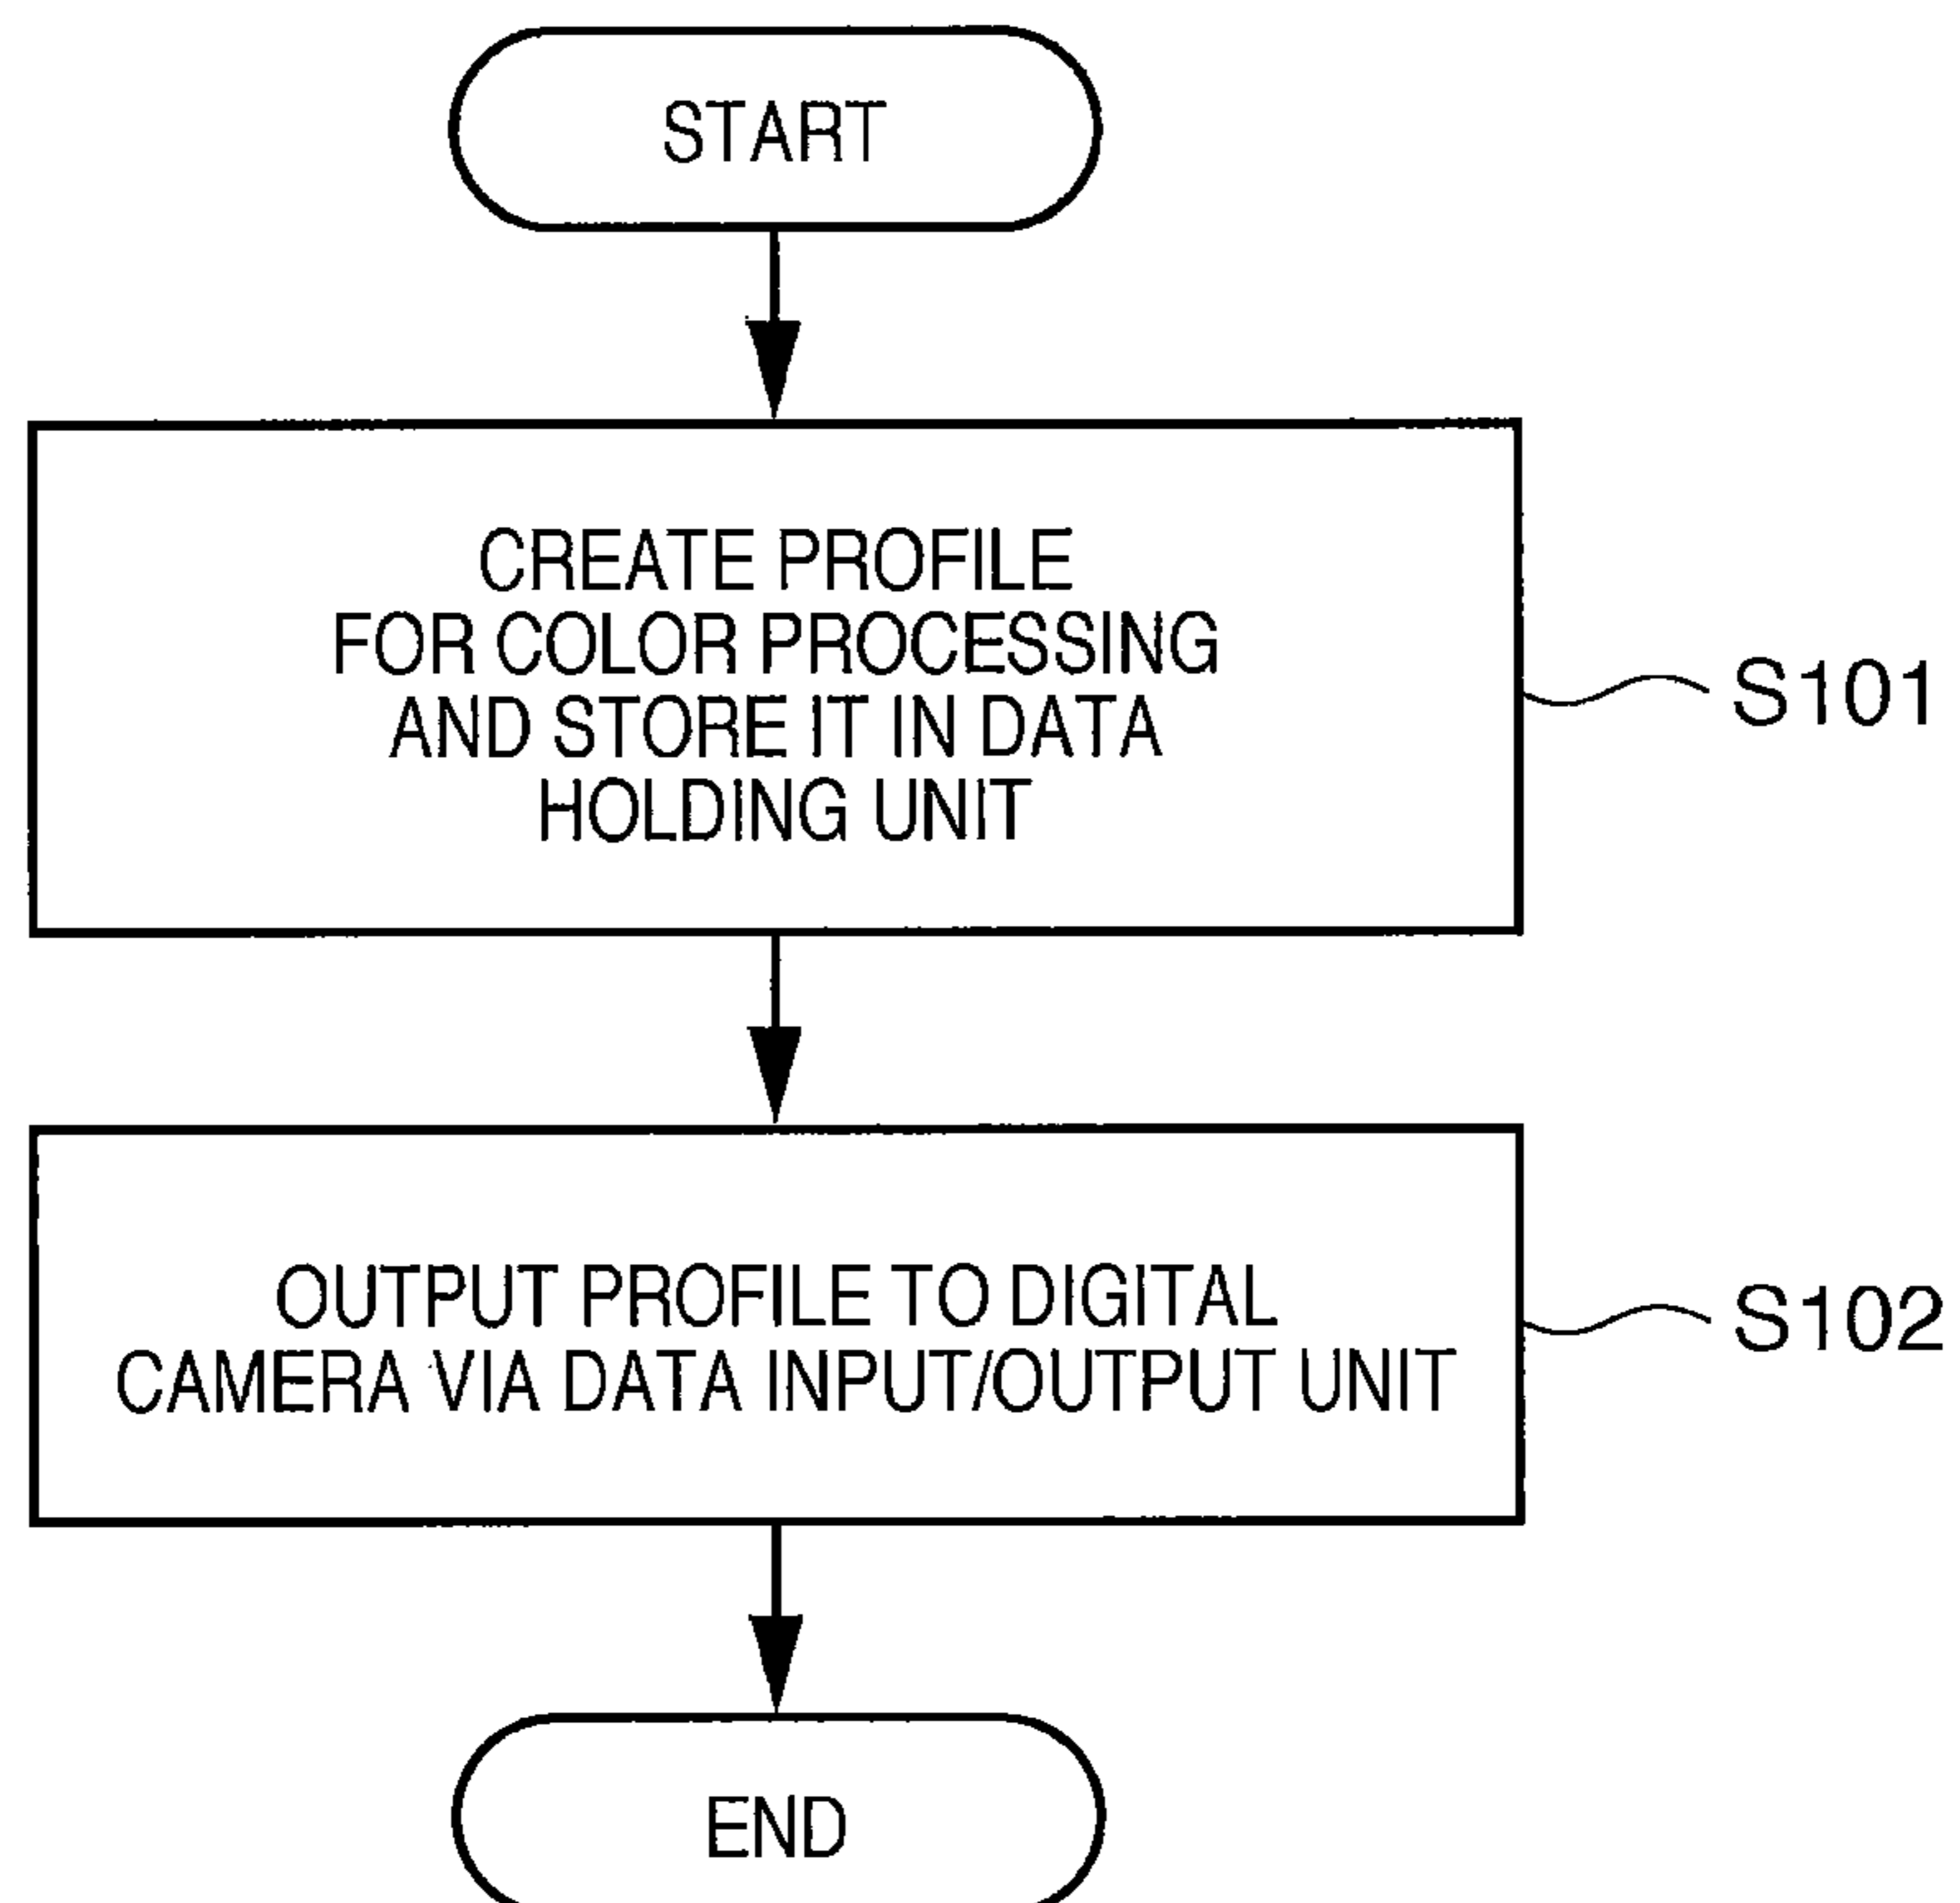 START
CREATE PROFILE
FOR COLOR PROCESSING
AND STORE IT IN DATA
HOLDING UNIT
S101
OUTPUT PROFILE TO DIGITAL
CAMERA VIA DATA INPUT/OUTPUT UNIT
S102
END